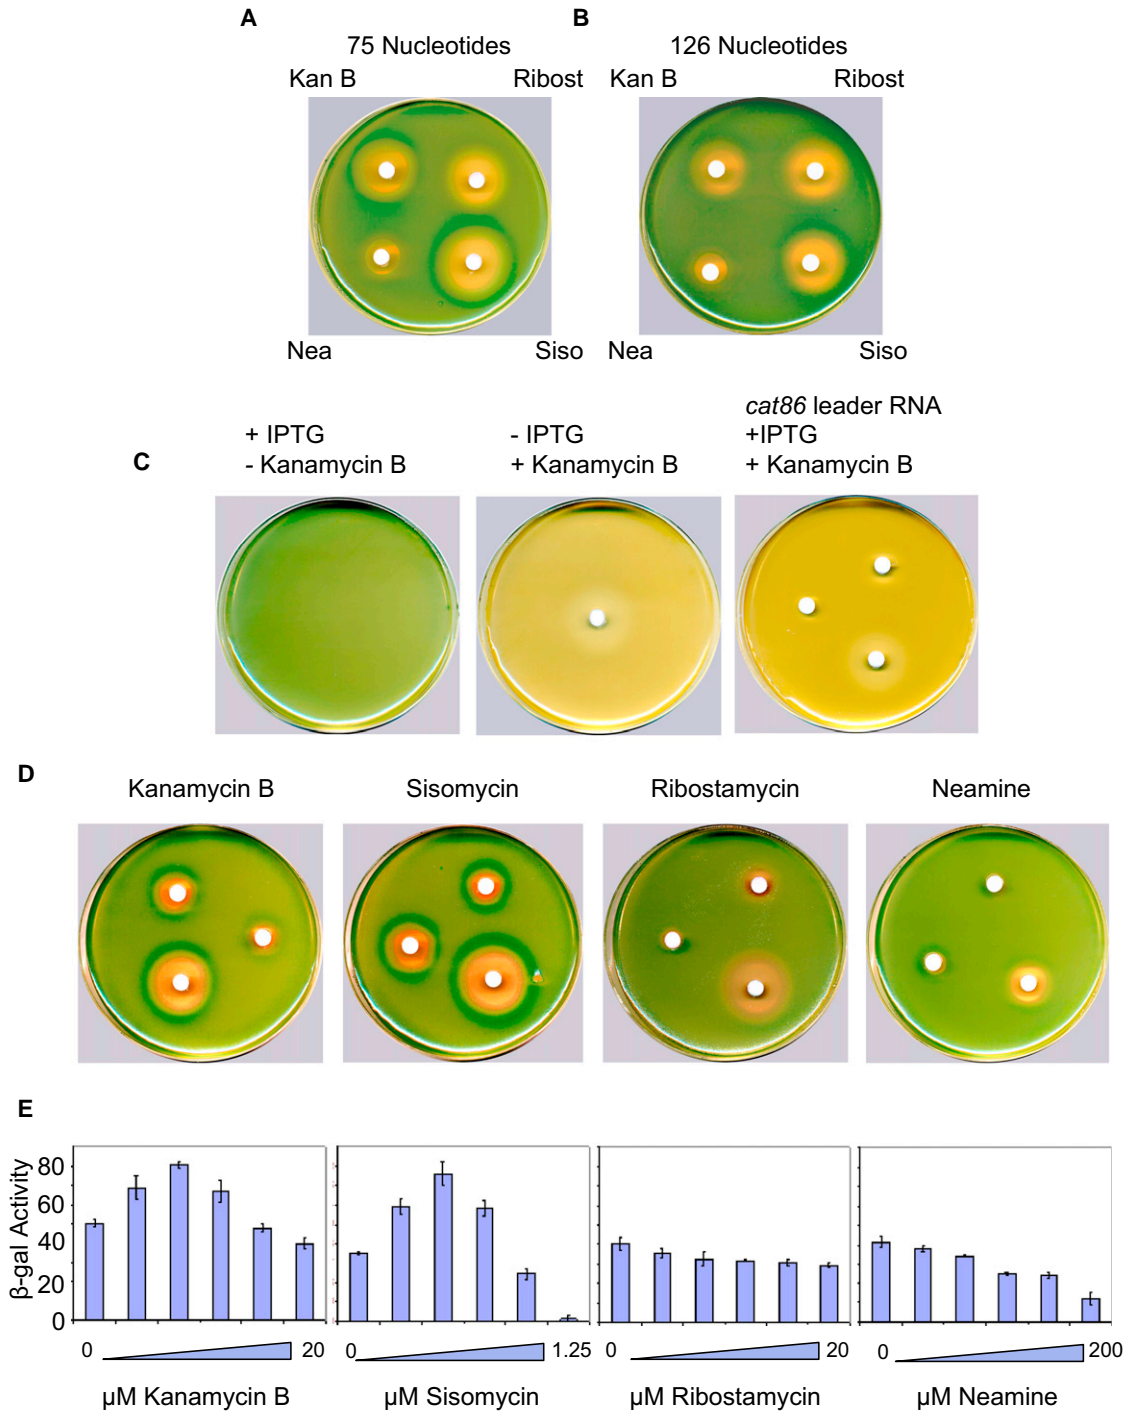 A
B
75 Nucleotides
126 Nucleotides
Kan B
Ribost
Kan B
Ribost
Nea
Siso
Nea
Siso
C
+ IPTG
- Kanamycin B
- IPTG
+ Kanamycin B
cat86 leader RNA
+IPTG
+ Kanamycin B
D
Kanamycin B
Sisomycin
Ribostamycin
Neamine
E
β-gal Activity
80
60
40
20
0
0
20
0
1.25
0
20
0
200
µM Kanamycin B
µM Sisomycin
µM Ribostamycin
µM Neamine